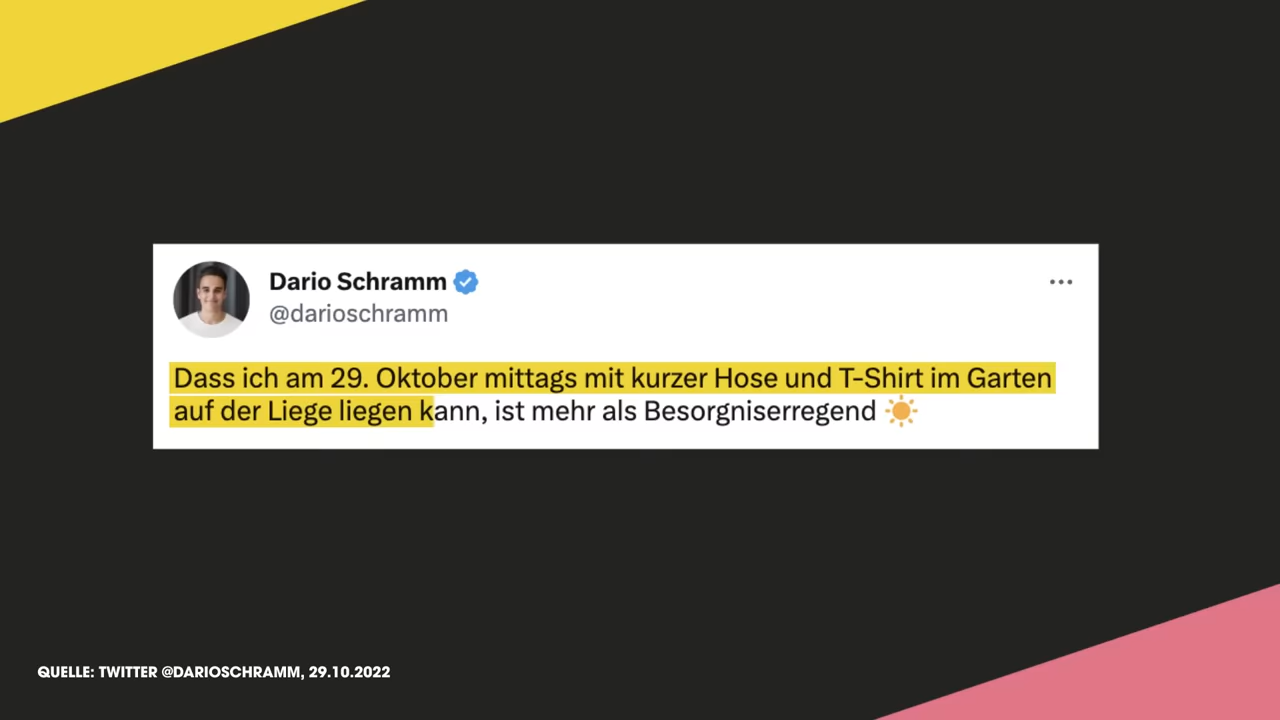 Dario Schramm
@darioschramm
Dass ich am 29. Oktober mittags mit kurzer Hose und T-Shirt im Garten
auf der Liege liegen kann, ist mehr als Besorgniserregend ☀️
QUELLE: TWITTER @DARIOSCHRAMM, 29.10.2022